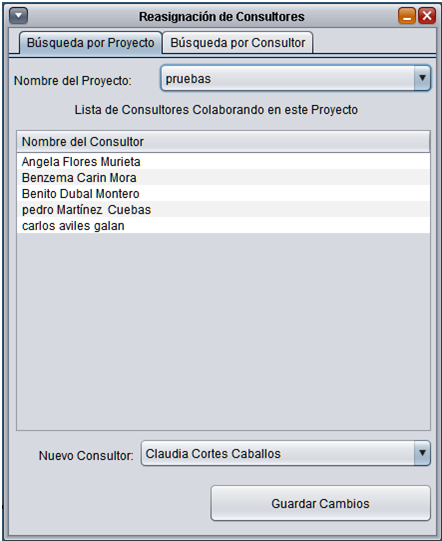 Reasignación de Consultores
Búsqueda por Proyecto Búsqueda por Consultor
Nombre del Proyecto: pruebas
Lista de Consultores Colaborando en este Proyecto
Nombre del Consultor
Angela Flores Murieta
Benzema Carin Mora
Benito Dubal Montero
pedro Martínez Cuebas
carlos aviles galan
Nuevo Consultor: Claudia Cortes Caballos
Guardar Cambios